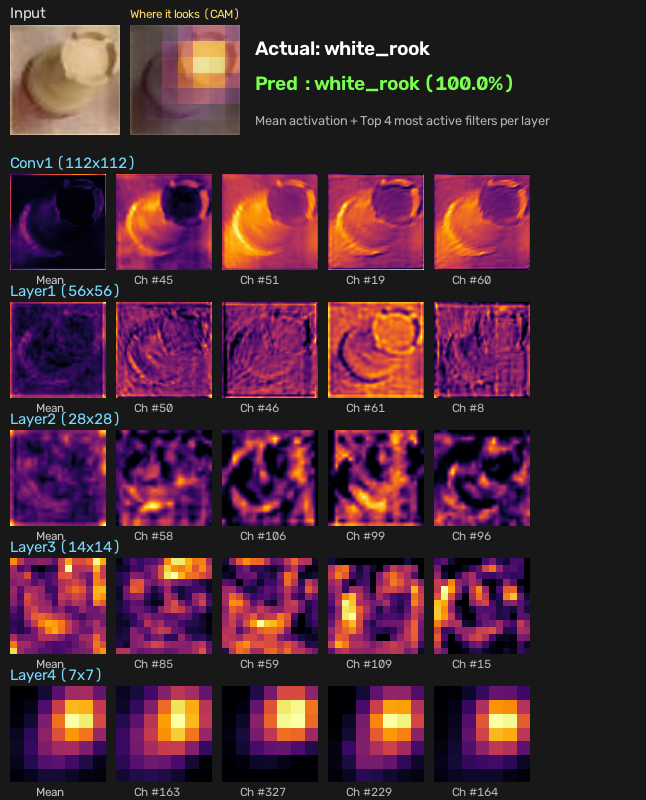 Input
Where it looks (CAM)
Actual: white_rook
Pred : white_rook (100.0%)
Mean activation + Top 4 most active filters per layer
Conv1 (112x112)
Mean Ch #45 Ch #51 Ch #19 Ch #60
Layer1 (56x56)
Mean Ch #50 Ch #46 Ch #61 Ch #8
Layer2 (28x28)
Mean Ch #58 Ch #106 Ch #99 Ch #96
Layer3 (14x14)
Mean Ch #85 Ch #59 Ch #109 Ch #15
Layer4 (7x7)
Mean Ch #163 Ch #327 Ch #229 Ch #164